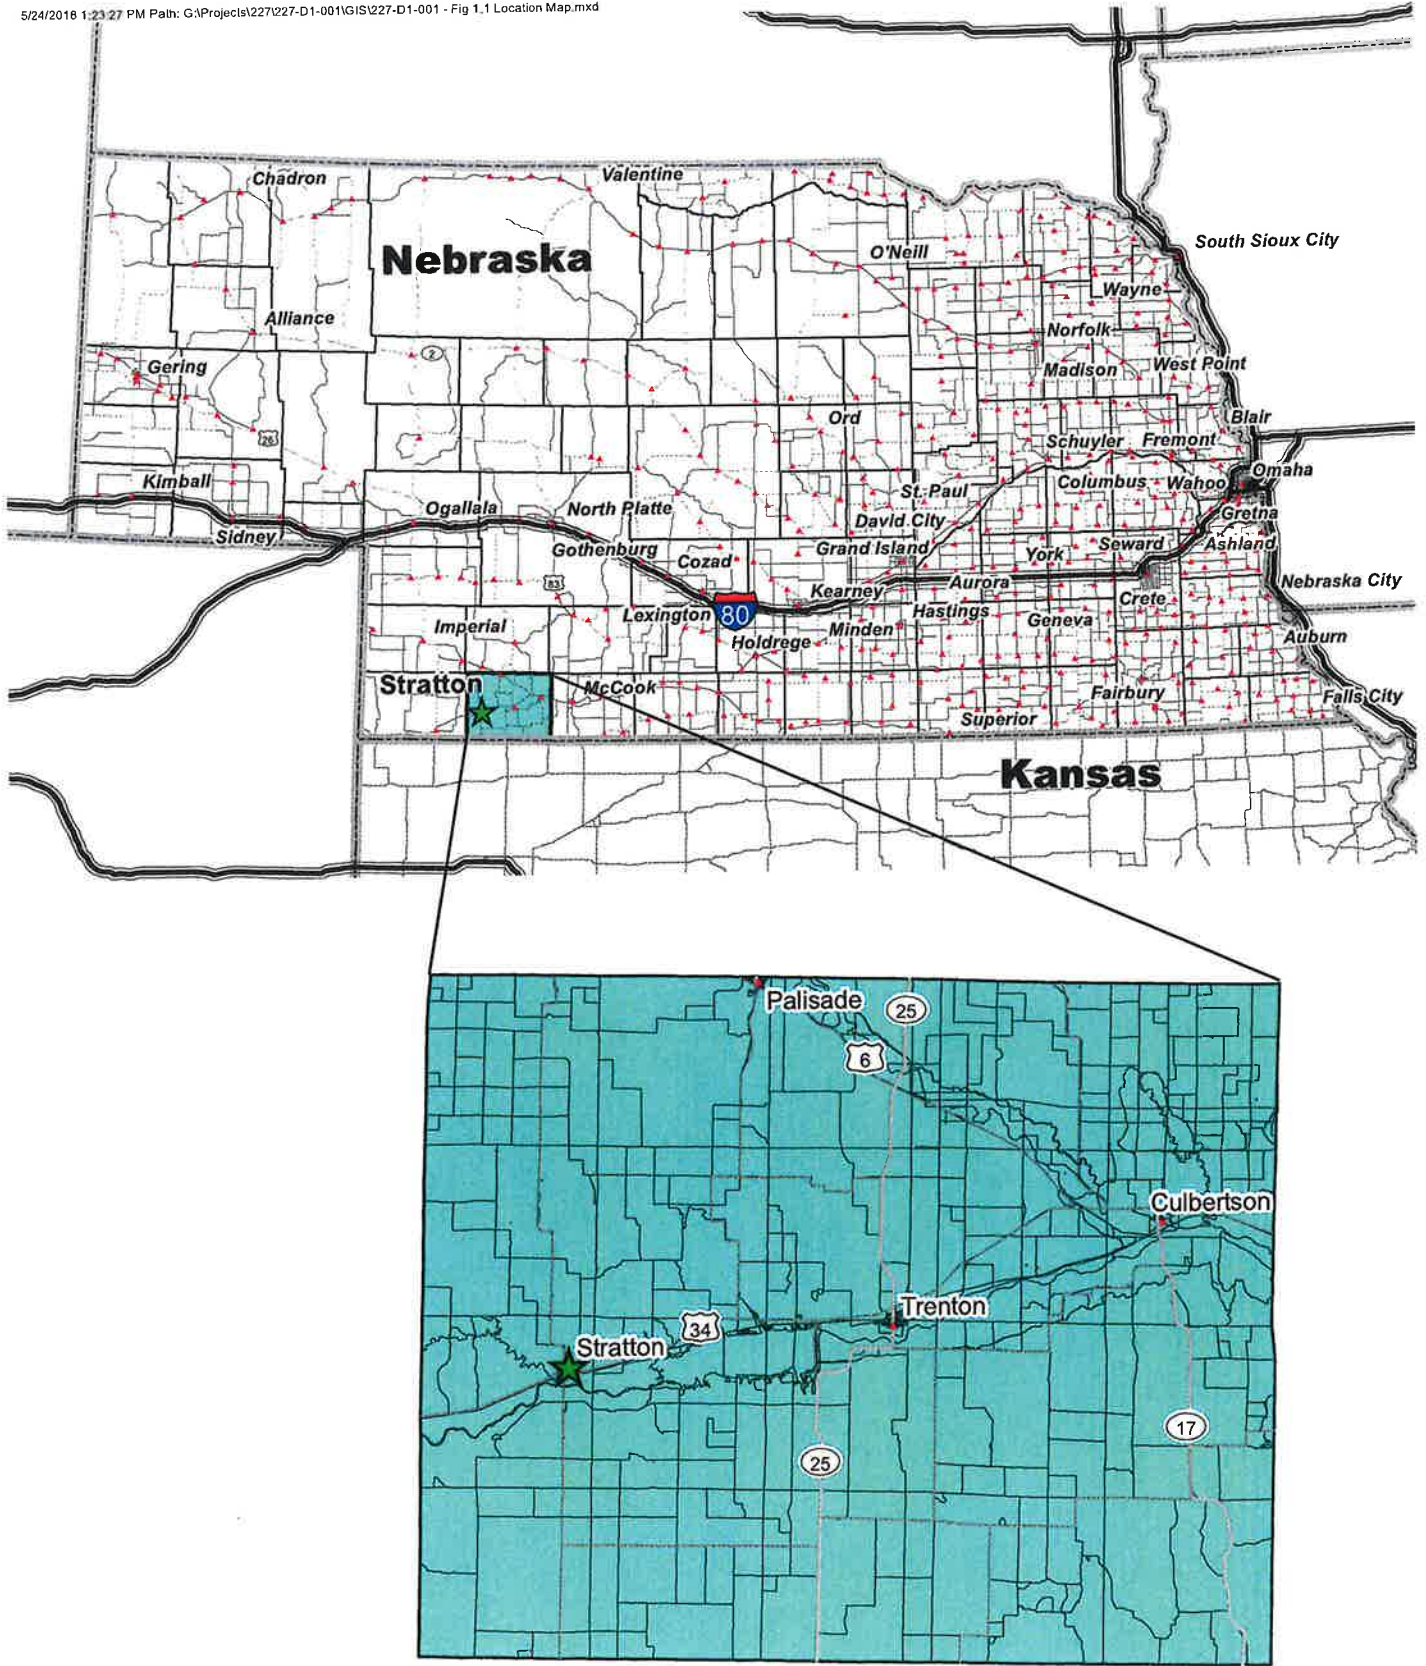 5/24/2018 1:23:27 PM Path: G:\Projects\227\227-D1-001\GIS\227-D1-001 - Fig 1.1 Location Map.mxd
Chadron
Valentine
Nebraska
O'Neill
South Sioux City
Wayne
Alliance
Norfolk
2
Gering
Madison
West Point
Ord
Blair
26
Schuyler
Fremont
Omaha
Kimball
Columbus
Wahoo
St. Paul
Ogallala
North Platte
David City
Gretna
Sidney
Gothenburg
Cozad
Grand Island
York
Seward
Ashland
83
Kearney
Aurora
Nebraska City
Crete
Lexington
80
Hastings
Geneva
Imperial
Minden
Holdrege
Auburn
Stratton
McCook
Fairbury
Falls City
Superior
Kansas
Palisade
25
6
Culbertson
Trenton
34
Stratton
17
25